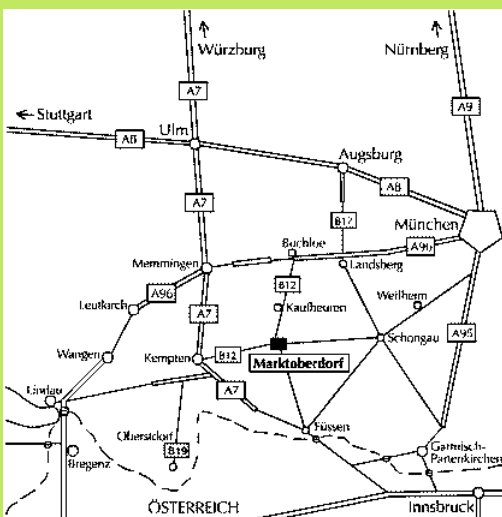 Würzburg
Nürnberg
A7
A9
Stuttgart
Ulm
A8
Augsburg
A8
A7
B17
München
Buchloe
A96
Memmingen
Landsberg
A96
B12
Weilheim
Leutkirch
Kaufbeuren
A7
A95
Schongau
Wangen
Kempten
B12
Marktoberdorf
Lindau
A7
Füssen
Oberstdorf
B19
Garmisch-
Partenkirchen
Bregenz
ÖSTERREICH
Innsbruck